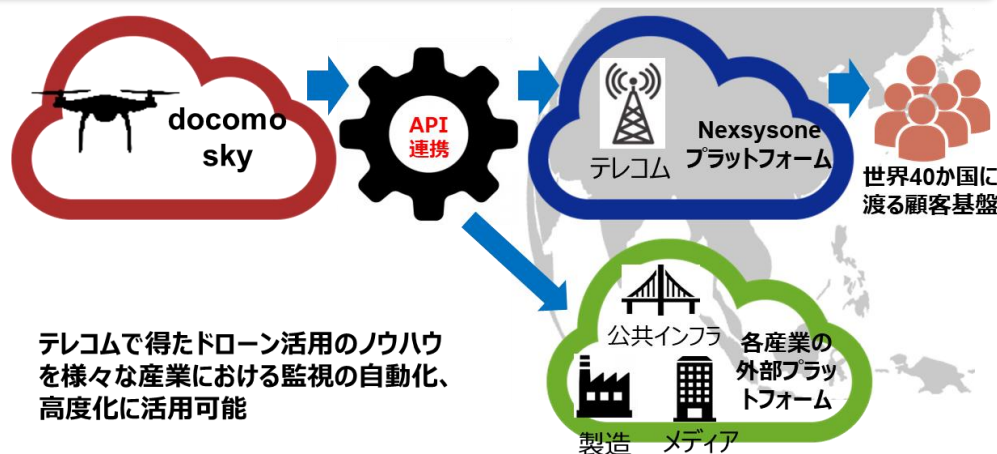 docomo
sky
API
連携
テレコム
Nexsysone
プラットフォーム
世界40か国に
渡る顧客基盤
テレコムで得たドローン活用のノウハウ
を様々な産業における監視の自動化、
高度化に活用可能
公共インフラ
各産業の
外部プラッ
トフォーム
製造
メディア